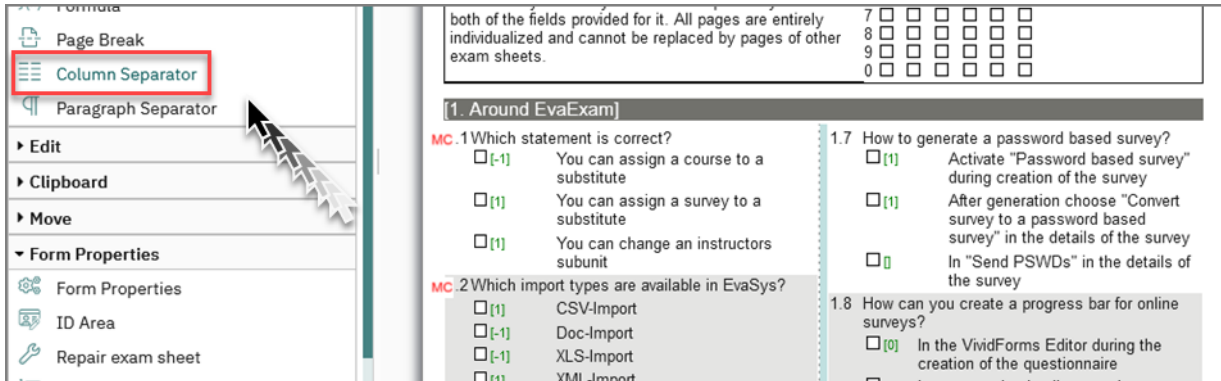 Formula
Page Break
Column Separator
Paragraph Separator
Edit
Clipboard
Move
Form Properties
Form Properties
ID Area
Repair exam sheet
both of the fields provided for it. All pages are entirely
individualized and cannot be replaced by pages of other
exam sheets.
7
8
9
0
[1. Around EvaExam]
MC .1 Which statement is correct?
[-1] You can assign a course to a
substitute
[1] You can assign a survey to a
substitute
[1] You can change an instructors
subunit
MC .2 Which import types are available in EvaSys?
[1] CSV-Import
[-1] Doc-Import
[-1] XLS-Import
[1] XML-Import
1.7 How to generate a password based survey?
[1] Activate "Password based survey"
during creation of the survey
[1] After generation choose "Convert
survey to a password based
survey" in the details of the survey
[] In "Send PSWDs" in the details of
the survey
1.8 How can you create a progress bar for online
surveys?
[0] In the VividForms Editor during the
creation of the questionnaire